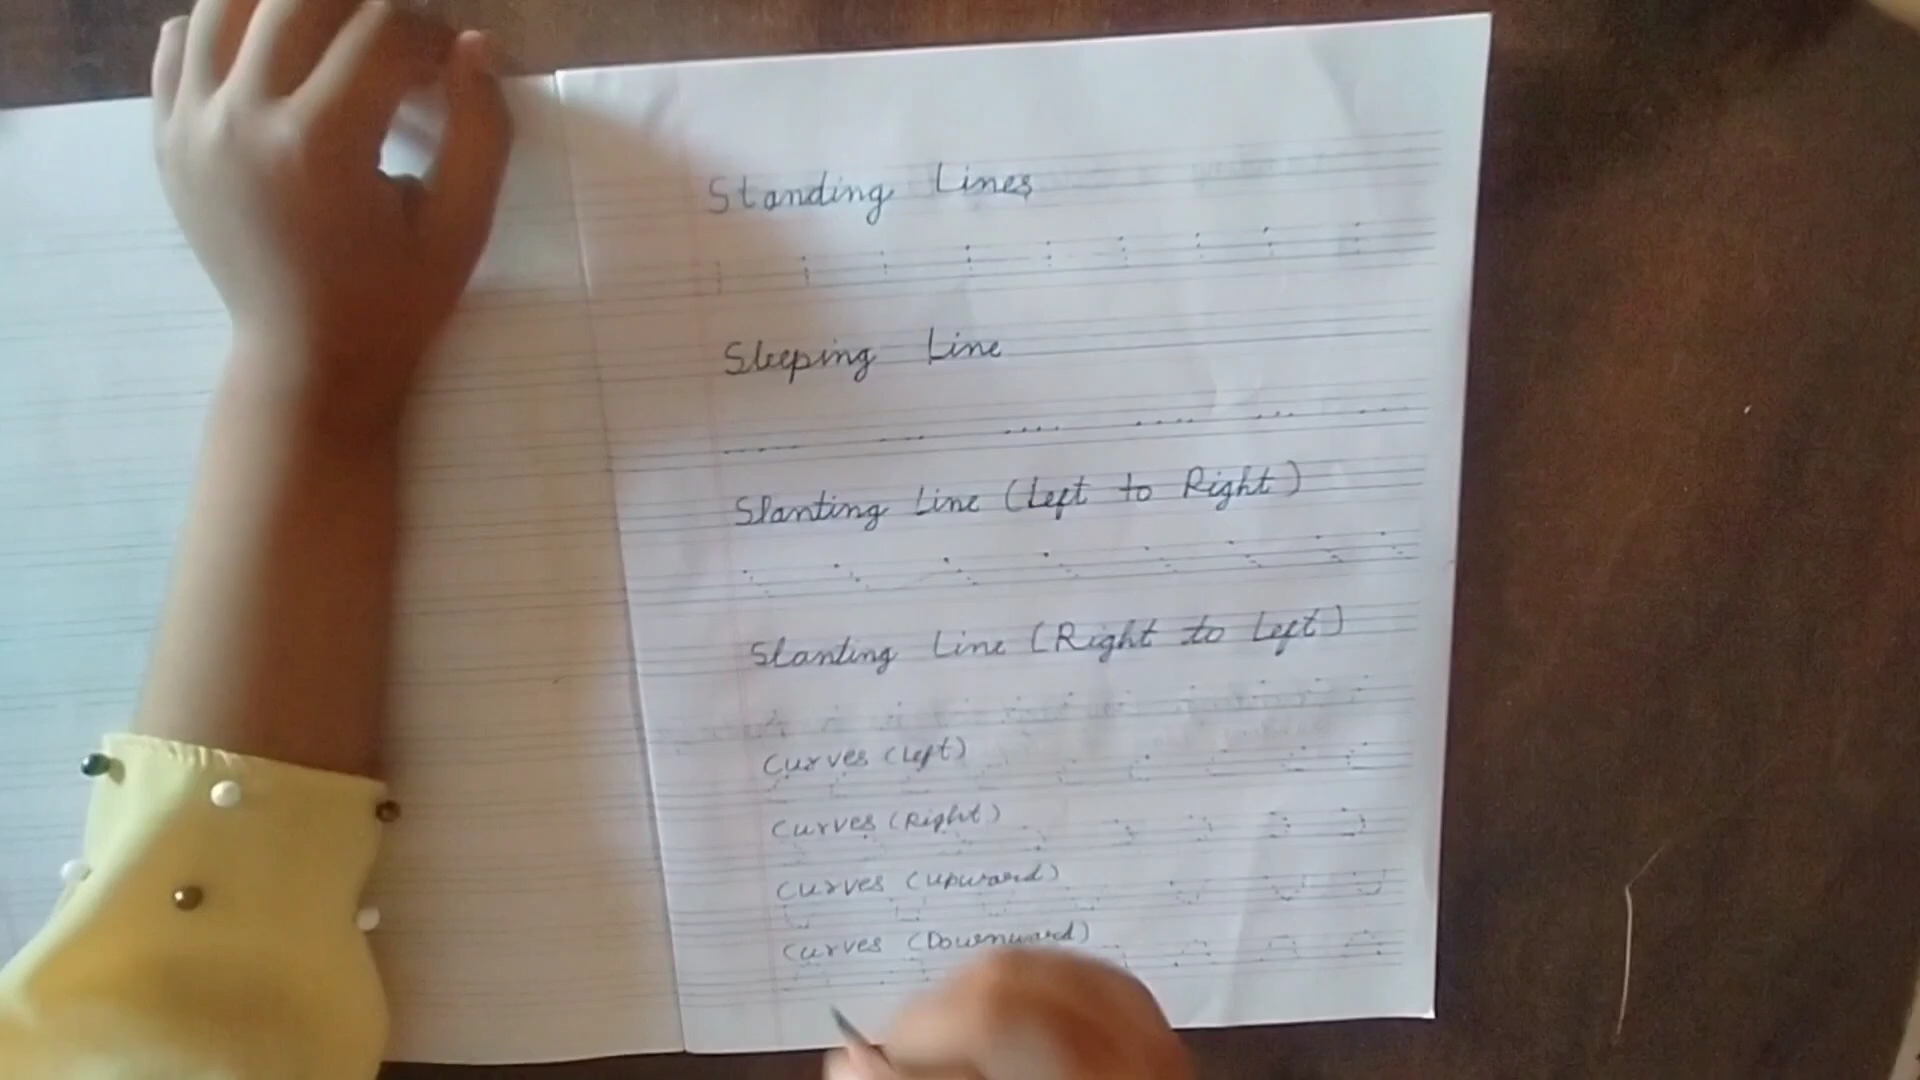 Standing Lines
Sleeping Line
Slanting Line (Left to Right)
Slanting Line (Right to Left)
Curves (Left)
Curves (Right)
Curves (Upward)
Curves (Downward)